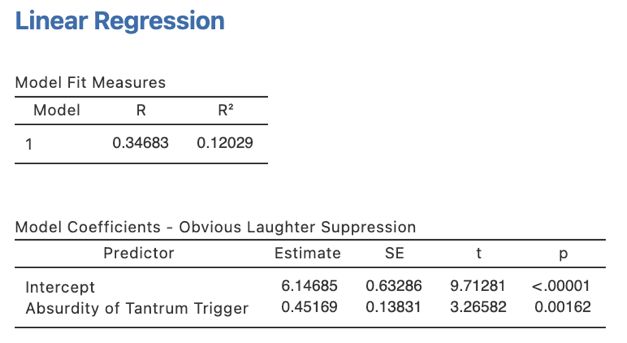 Linear Regression
Model Fit Measures
Model R R²
1 0.34683 0.12029
Model Coefficients - Obvious Laughter Suppression
Predictor Estimate SE t p
Intercept 6.14685 0.63286 9.71281 <.00001
Absurdity of Tantrum Trigger 0.45169 0.13831 3.26582 0.00162